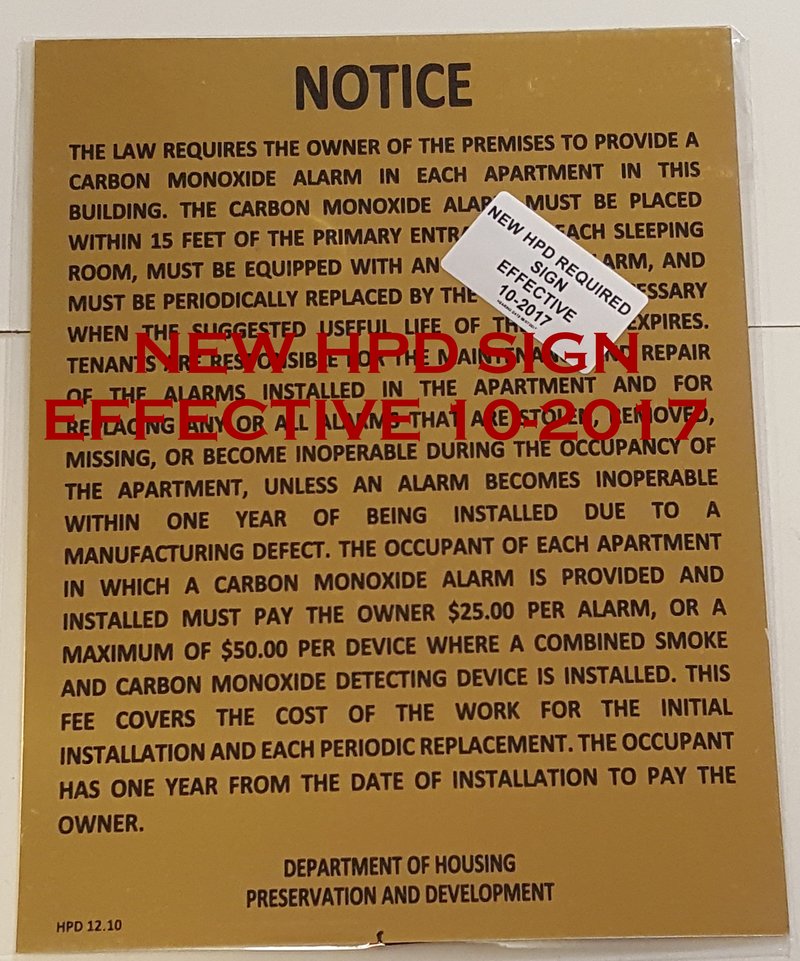 NOTICE
THE LAW REQUIRES THE OWNER OF THE PREMISES TO PROVIDE A
CARBON MONOXIDE ALARM IN EACH APARTMENT IN THIS
BUILDING. THE CARBON MONOXIDE ALARM MUST BE PLACED
WITHIN 15 FEET OF THE PRIMARY EACH SLEEPING
ROOM, MUST BE EQUIPPED WITH AN ALARM, AND
MUST BE PERIODICALLY REPLACED BY THE
WHEN THE SUGGESTED USEFUL LIFE OF EXPIRES.
TENANTS ARE RESPONSIBLE FOR THE MAINTENANCE AND REPAIR
OF THE ALARMS INSTALLED IN THE APARTMENT AND FOR
REPLACING ANY OR ALL ALARMS THAT ARE STOLEN, REMOVED,
MISSING, OR BECOME INOPERABLE DURING THE OCCUPANCY OF
THE APARTMENT, UNLESS AN ALARM BECOMES INOPERABLE
WITHIN ONE YEAR OF BEING INSTALLED DUE TO A
MANUFACTURING DEFECT. THE OCCUPANT OF EACH APARTMENT
IN WHICH A CARBON MONOXIDE ALARM IS PROVIDED AND
INSTALLED MUST PAY THE OWNER $25.00 PER ALARM, OR A
MAXIMUM OF $50.00 PER DEVICE WHERE A COMBINED SMOKE
AND CARBON MONOXIDE DETECTING DEVICE IS INSTALLED. THIS
FEE COVERS THE COST OF THE WORK FOR THE INITIAL
INSTALLATION AND EACH PERIODIC REPLACEMENT. THE OCCUPANT
HAS ONE YEAR FROM THE DATE OF INSTALLATION TO PAY THE
OWNER.
DEPARTMENT OF HOUSING
PRESERVATION AND DEVELOPMENT
HPD 12.10
NEW HPD REQUIRED
SIGN
EFFECTIVE
10-2017
NEW HPD SIGN
EFFECTIVE 10-2017